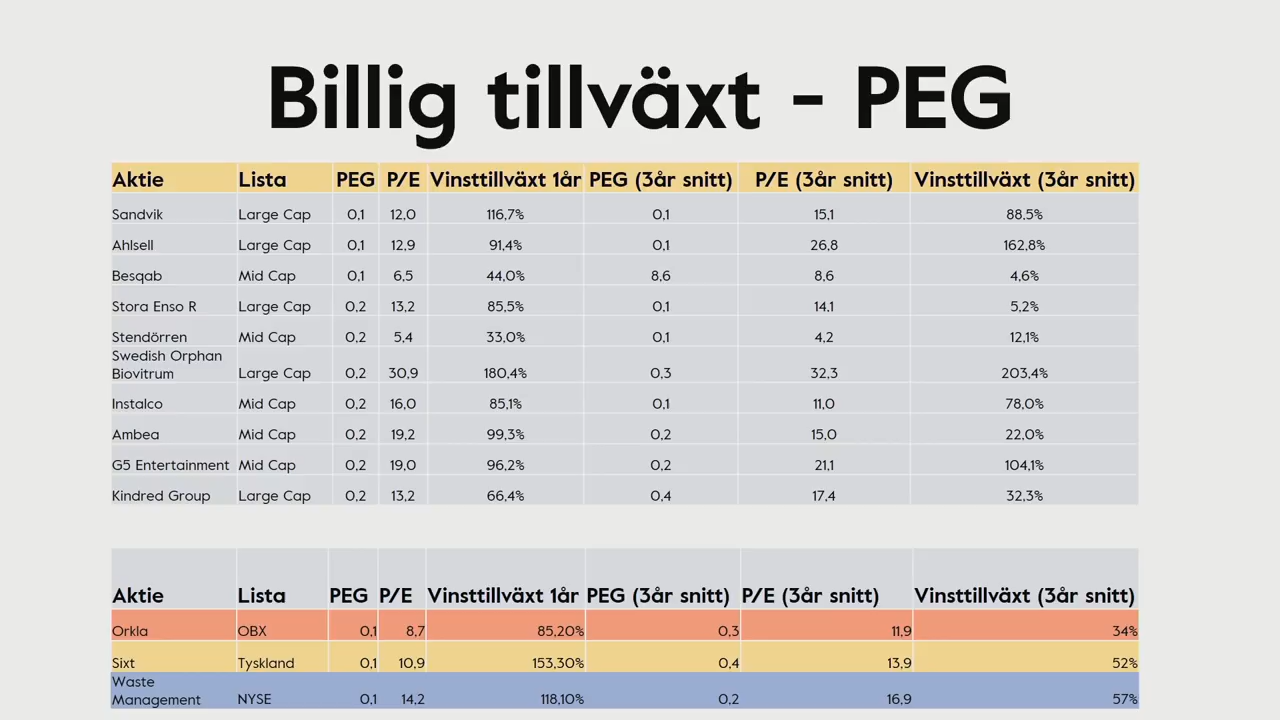 Billig tillväxt - PEG
Aktie Lista PEG P/E Vinsttillväxt 1år PEG (3år snitt) P/E (3år snitt) Vinsttillväxt (3år snitt)
Sandvik Large Cap 0,1 12,0 116,7% 0,1 15,1 88,5%
Ahlsell Large Cap 0,1 12,9 91,4% 0,1 26,8 162,8%
Besqab Mid Cap 0,1 6,5 44,0% 8,6 8,6 4,6%
Stora Enso R Large Cap 0,2 13,2 85,5% 0,1 14,1 5,2%
Stendörren Mid Cap 0,2 5,4 33,0% 0,1 4,2 12,1%
Swedish Orphan
Biovitrum Large Cap 0,2 30,9 180,4% 0,3 32,3 203,4%
Instalco Mid Cap 0,2 16,0 85,1% 0,1 11,0 78,0%
Ambea Mid Cap 0,2 19,2 99,3% 0,2 15,0 22,0%
G5 Entertainment Mid Cap 0,2 19,0 96,2% 0,2 21,1 104,1%
Kindred Group Large Cap 0,2 13,2 66,4% 0,4 17,4 32,3%
Aktie Lista PEG P/E Vinsttillväxt 1år PEG (3år snitt) P/E (3år snitt) Vinsttillväxt (3år snitt)
Orkla OBX 0,1 8,7 85,20% 0,3 11,9 34%
Sixt Tyskland 0,1 10,9 153,30% 0,4 13,9 52%
Waste
Management NYSE 0,1 14,2 118,10% 0,2 16,9 57%